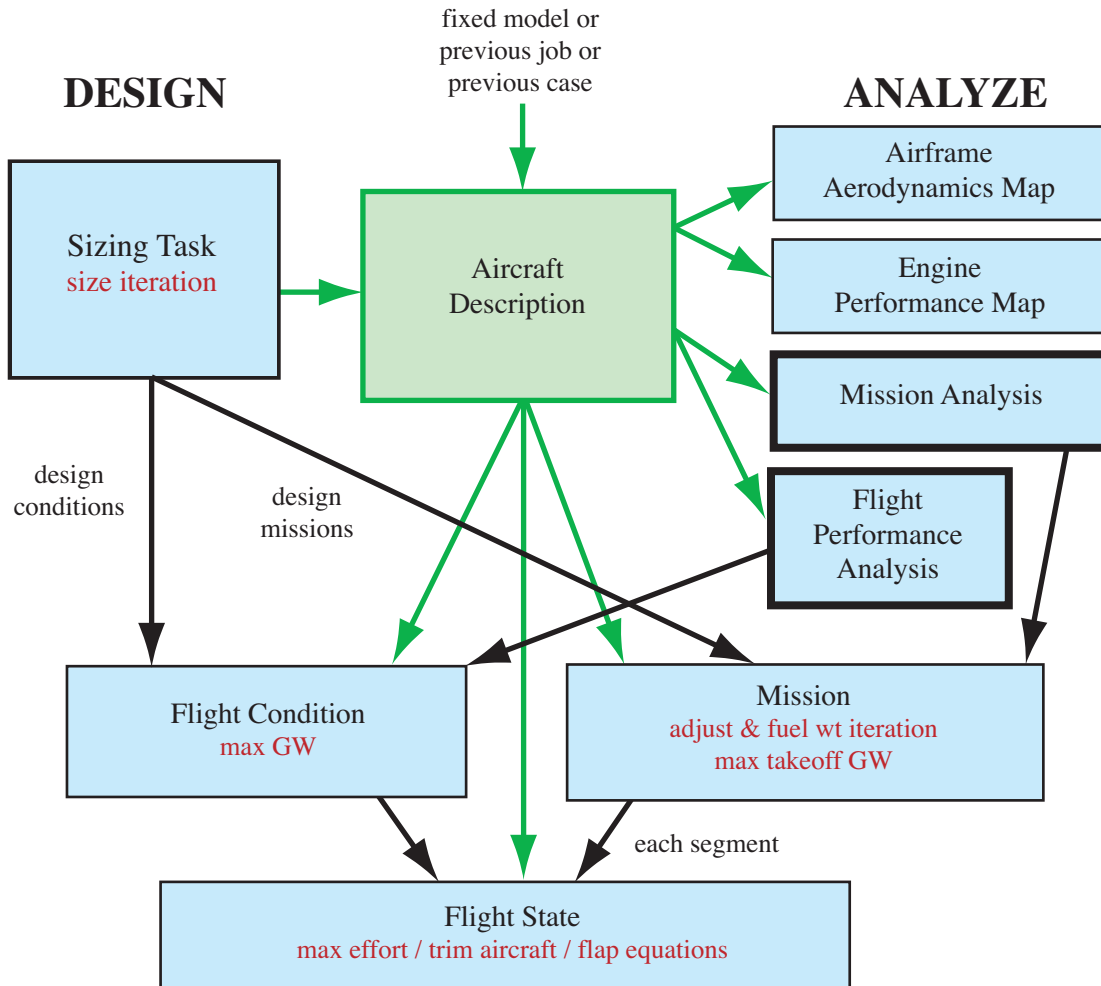 fixed model or
previous job or
previous case
DESIGN
ANALYZE
Airframe
Aerodynamics Map
Sizing Task
size iteration
Aircraft
Description
Engine
Performance Map
Mission Analysis
design
conditions
design
missions
Flight
Performance
Analysis
Flight Condition
max GW
Mission
adjust & fuel wt iteration
max takeoff GW
each segment
Flight State
max effort / trim aircraft / flap equations